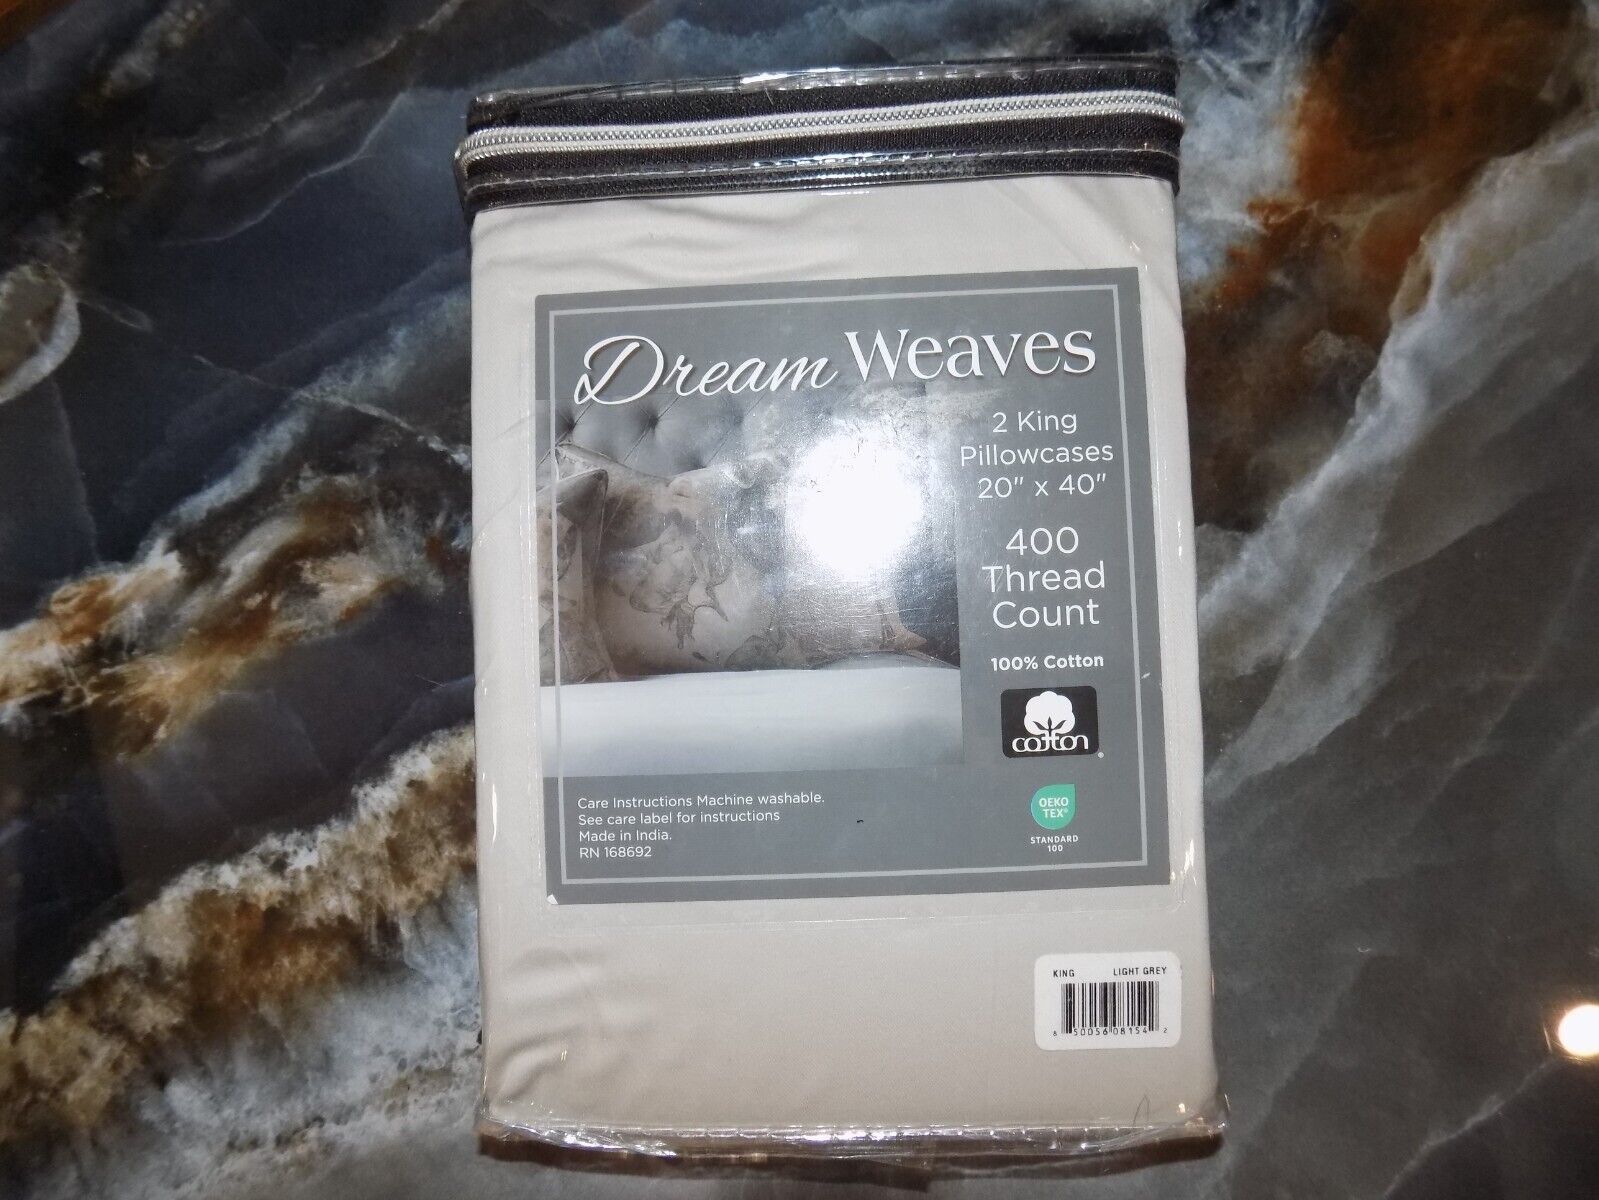 Dream Weaves
2 King
Pillowcases
20" x 40"
400
Thread
Count
100% Cotton
cotton®
Care Instructions Machine washable.
See care label for instructions
Made in India.
RN 168692
OEKO
TEX®
STANDARD
100
KING LIGHT GREY
8 50056 08154 2